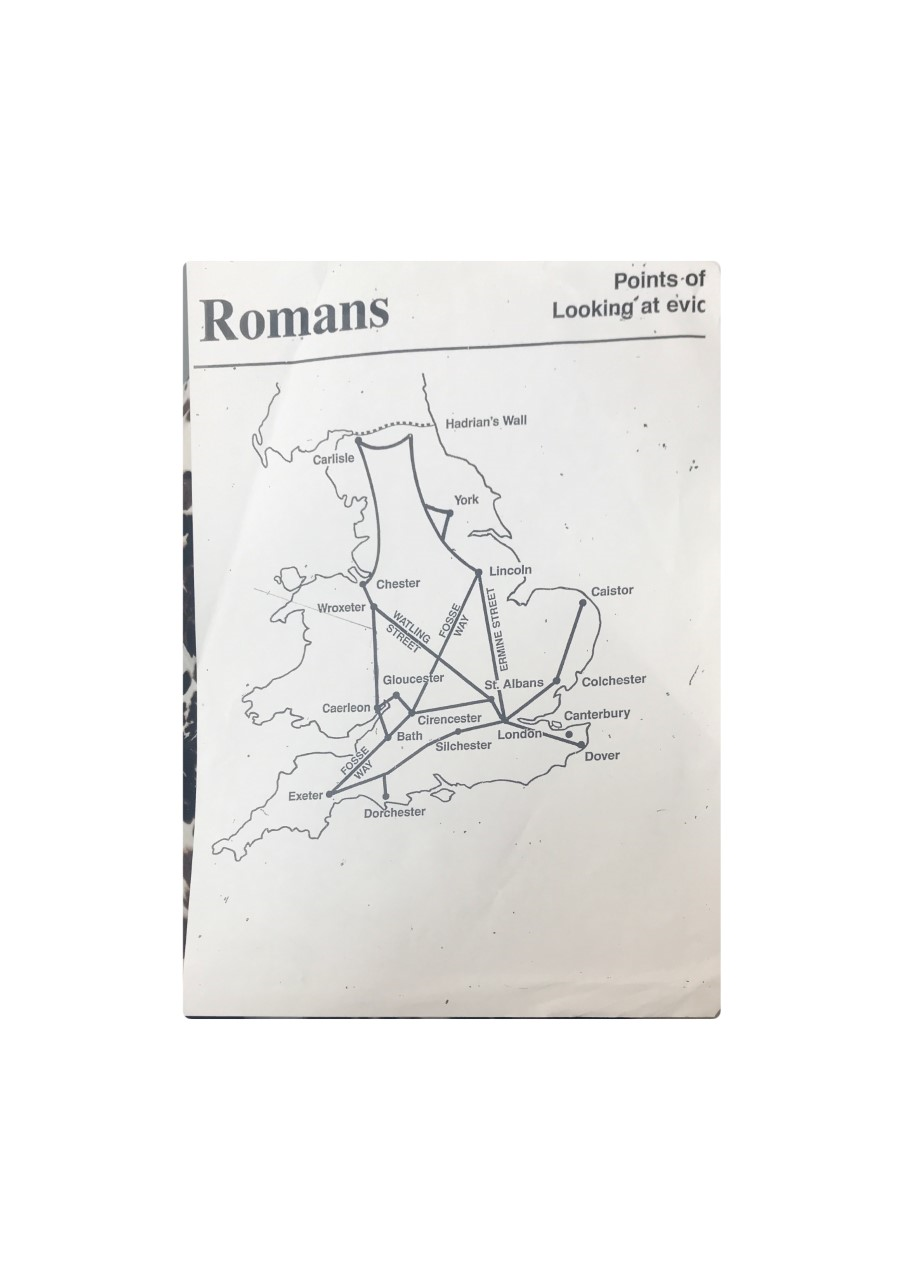 Romans
Points of
Looking at evic
Hadrian's Wall
Carlisle
York
Lincoln
Chester
Caistor
Wroxeter
WATLING
STREET
FOSSE
WAY
ERMINE STREET
Gloucester
St. Albans
Colchester
Caerleon
Cirencester
Canterbury
Bath
Silchester
London
Dover
FOSSE
WAY
Exeter
Dorchester